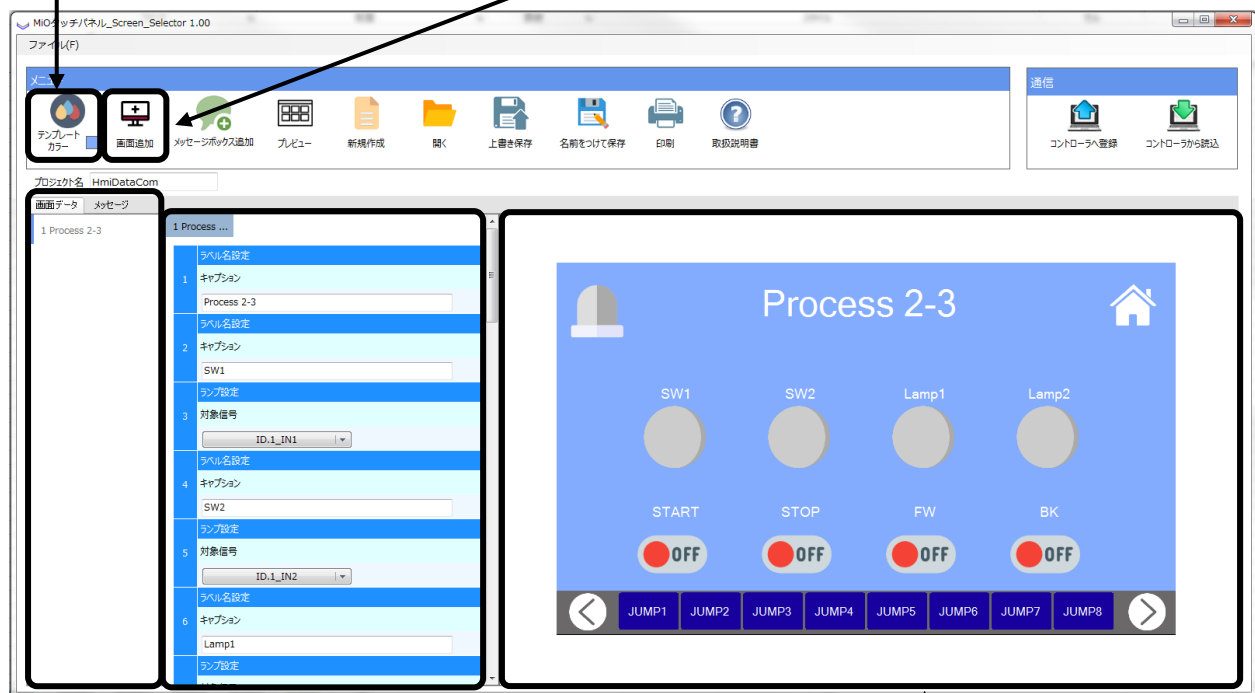 MiOタッチパネル_Screen_Selector 1.00
ファイル(F)
メニュー
通信
テンプレート
カラー
画面追加
メッセージボックス追加
プレビュー
新規作成
開く
上書き保存
名前をつけて保存
印刷
取扱説明書
コントローラへ登録
コントローラから読込
プロジェクト名 HmiDataCom
画面データ メッセージ
1 Process 2-3
1 Process ...
ラベル名設定
1 キャプション
Process 2-3
ラベル名設定
2 キャプション
SW1
ランプ設定
3 対象信号
ID.1_IN1
ラベル名設定
4 キャプション
SW2
ランプ設定
5 対象信号
ID.1_IN2
ラベル名設定
6 キャプション
Lamp1
ランプ設定
Process 2-3
SW1 SW2 Lamp1 Lamp2
START STOP FW BK
OFF OFF OFF OFF
JUMP1 JUMP2 JUMP3 JUMP4 JUMP5 JUMP6 JUMP7 JUMP8